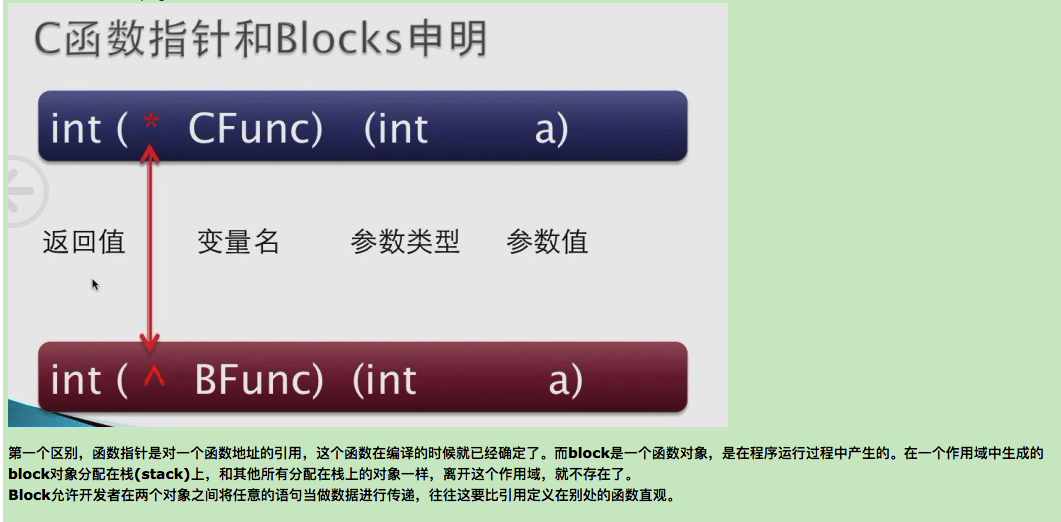 C函数指针和Blocks申明
int ( * CFunc) (int a)
返回值 变量名 参数类型 参数值
int ( ^ BFunc) (int a)
第一个区别，函数指针是对一个函数地址的引用，这个函数在编译的时候就已经确定了。而block是一个函数对象，是在程序运行过程中产生的。在一个作用域中生成的
block对象分配在栈(stack)上，和其他所有分配在栈上的对象一样，离开这个作用域，就不存在了。
Block允许开发者在两个对象之间将任意的语句当做数据进行传递，往往这要比引用定义在别处的函数直观。